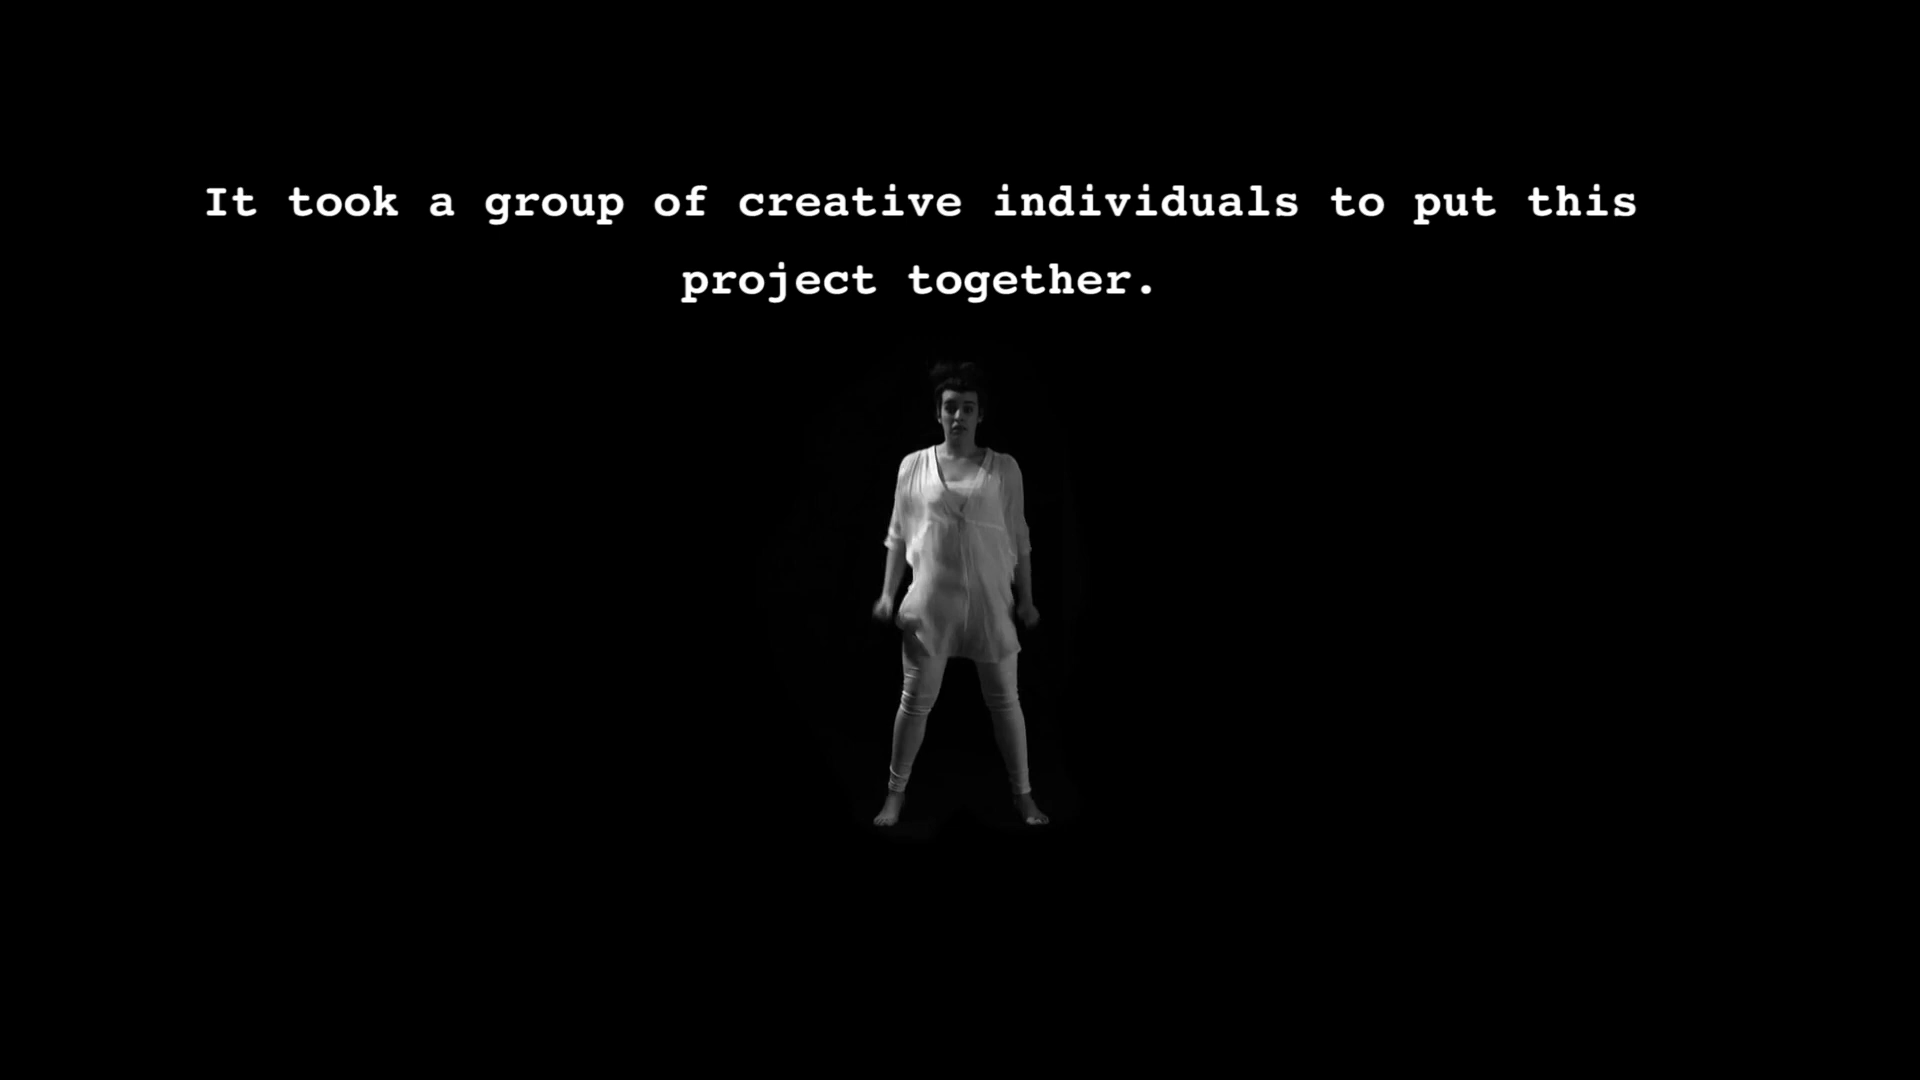 It took a group of creative individuals to put this
project together.